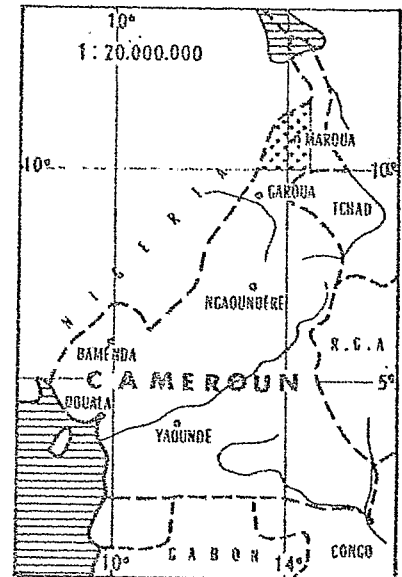 10°
1:20.000.000
MAROUA
10° 10°
GAROUA
TCHAD
NIGERIA
NGAOUNDERE
R.C.A
BAMENDA
CAMEROUN 5°
DOUALA
YAOUNDE
10° GABON 14° CONGO